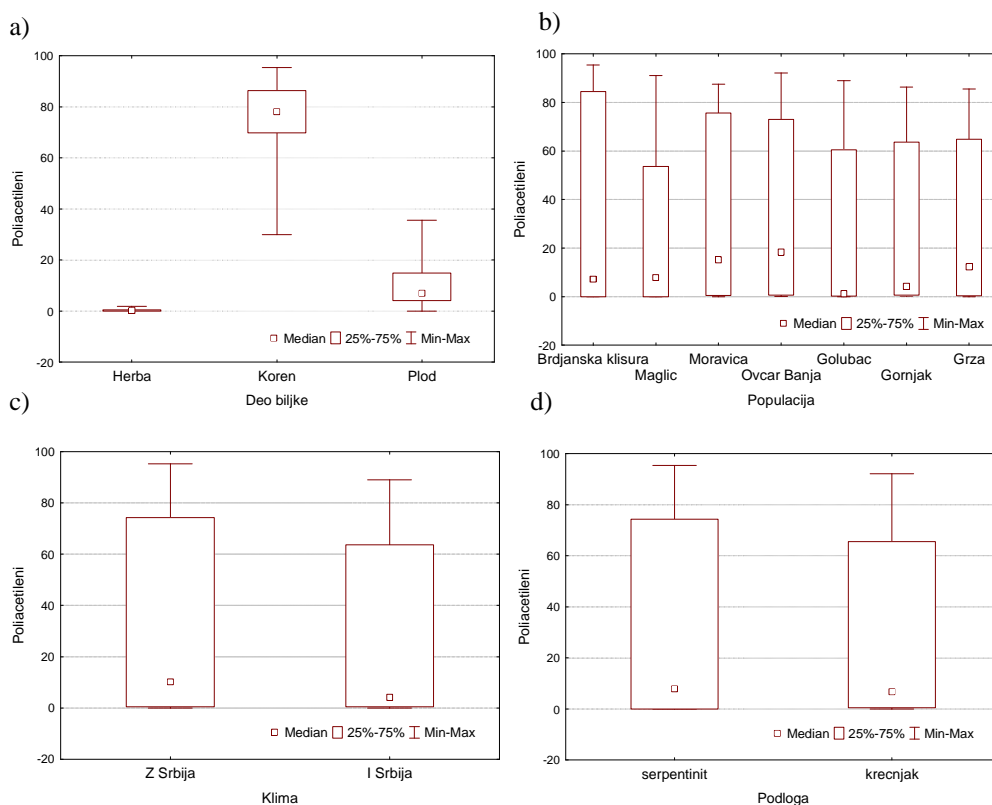 a)
100
80
60
40
20
0
-20
Poliacetileni
Median 25%-75% Min-Max
Herba Koren Plod
Deo biljke
b)
100
80
60
40
20
0
-20
Poliacetileni
Median 25%-75% Min-Max
Brdjanska klisura Moravica Golubac Grza
Maglic Ovcar Banja Gornjak
Populacija
c)
100
80
60
40
20
0
-20
Poliacetileni
Median 25%-75% Min-Max
Z Srbija I Srbija
Klima
d)
100
80
60
40
20
0
-20
Poliacetileni
Median 25%-75% Min-Max
serpentinit krecnjak
Podloga